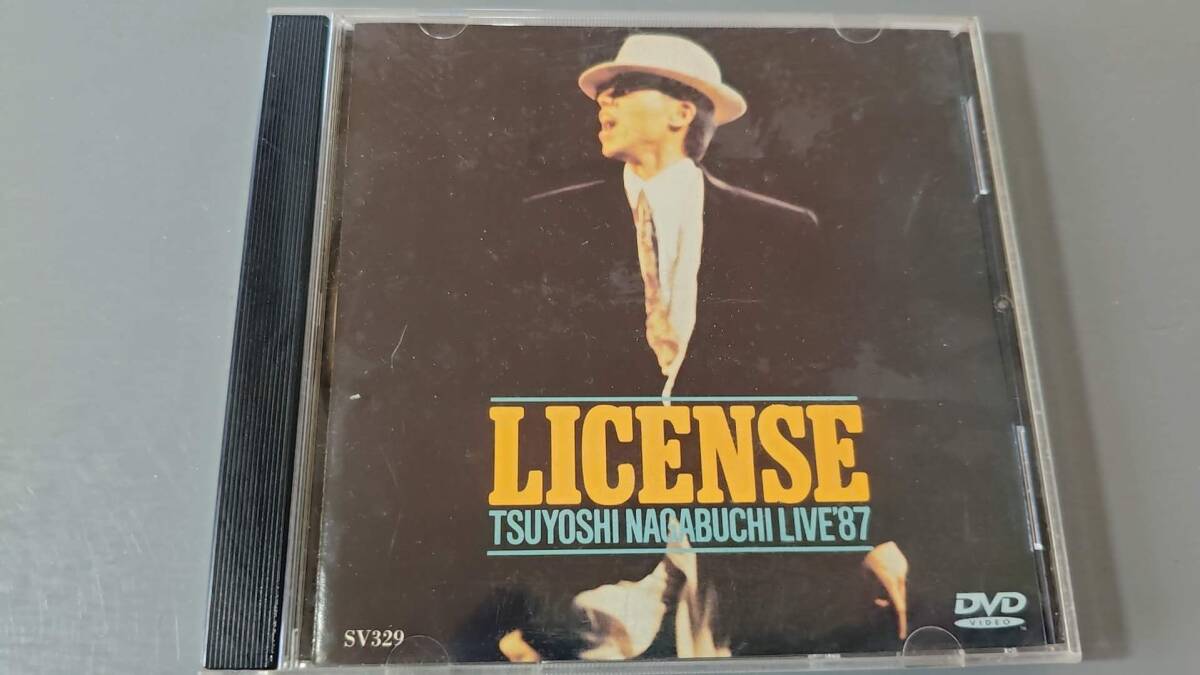 LICENSE
TSUYOSHI NAGABUCHI LIVE'87
SV329
DVD
VIDEO